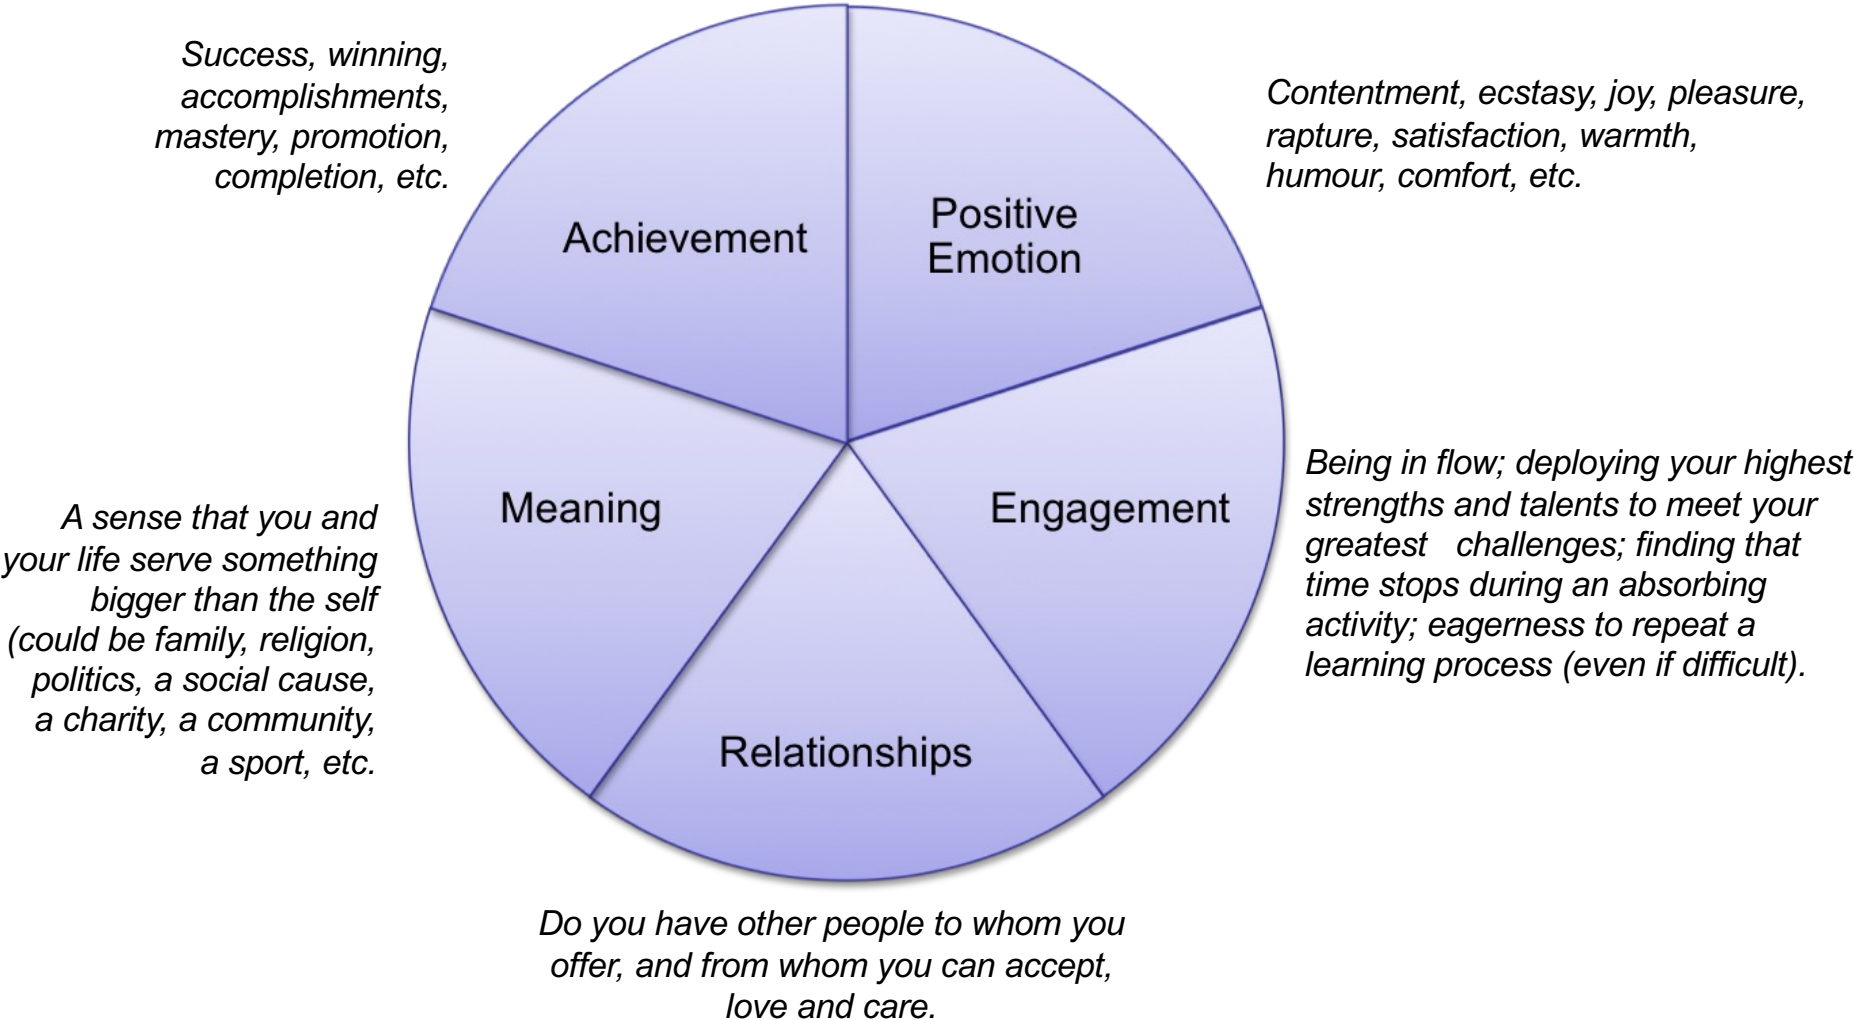 Success, winning,
accomplishments,
mastery, promotion,
completion, etc.
Achievement
Positive
Emotion
Contentment, ecstasy, joy, pleasure,
rapture, satisfaction, warmth,
humour, comfort, etc.
Meaning
A sense that you and
your life serve something
bigger than the self
(could be family, religion,
politics, a social cause,
a charity, a community,
a sport, etc.
Engagement
Being in flow; deploying your highest
strengths and talents to meet your
greatest challenges; finding that
time stops during an absorbing
activity; eagerness to repeat a
learning process (even if difficult).
Relationships
Do you have other people to whom you
offer, and from whom you can accept,
love and care.